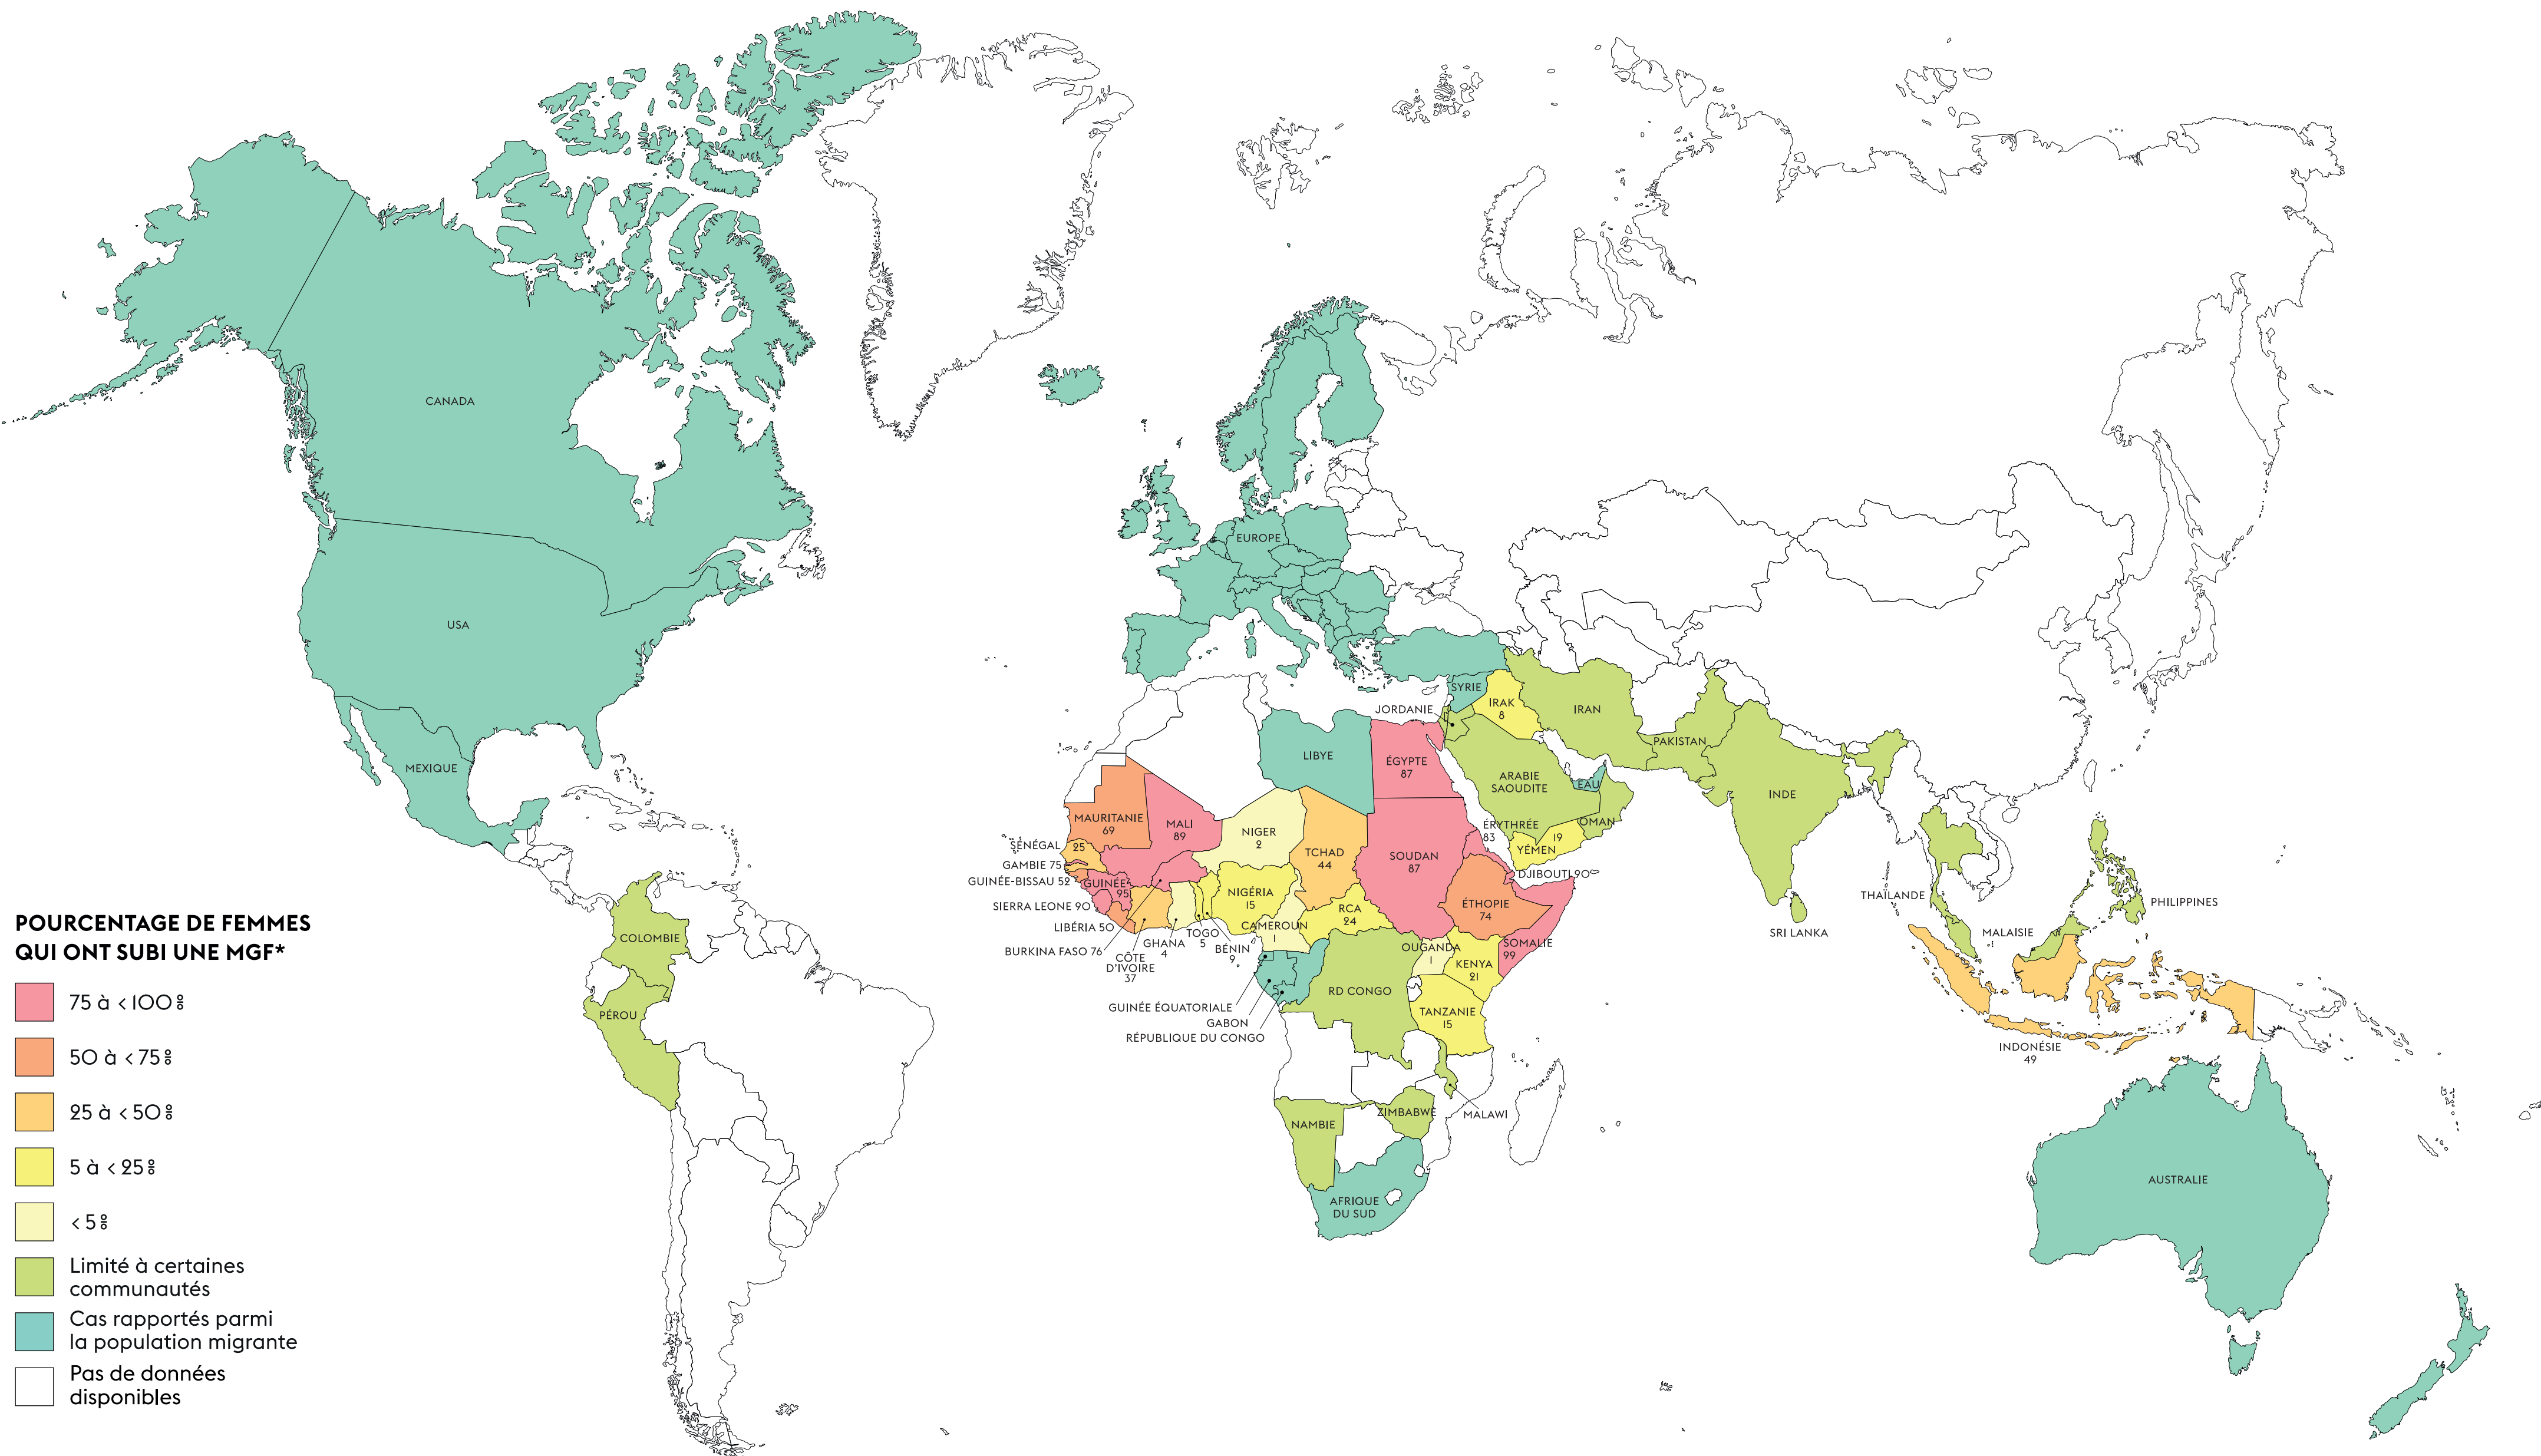 CANADA
USA
MEXIQUE
COLOMBIE
PÉROU
EUROPE
SYRIE
JORDANIE
IRAK
8
IRAN
PAKISTAN
INDE
LIBYE
ÉGYPTE
87
ARABIE
SAOUDITE
EAU
OMAN
ÉRYTHRÉE
83
19
YÉMEN
MAURITANIE
69
MALI
89
NIGER
2
TCHAD
44
SOUDAN
87
SÉNÉGAL
25
GAMBIE 75
GUINÉE-BISSAU 52
GUINÉE
95
SIERRA LEONE 90
LIBÉRIA 50
BURKINA FASO 76
CÔTE
D'IVOIRE
37
GHANA
4
TOGO
5
BÉNIN
9
NIGÉRIA
15
CAMEROUN
1
RCA
24
DJIBOUTI 90
ÉTHOPIE
74
SOMALIE
99
OUGANDA
1
KENYA
21
RD CONGO
TANZANIE
15
GUINÉE ÉQUATORIALE
GABON
RÉPUBLIQUE DU CONGO
ZIMBABWE
MALAWI
NAMBIE
AFRIQUE
DU SUD
THAÏLANDE
SRI LANKA
MALAISIE
PHILIPPINES
INDONÉSIE
49
AUSTRALIE
POURCENTAGE DE FEMMES
QUI ONT SUBI UNE MGF*
75 à <100%
50 à <75%
25 à <50%
5 à <25%
<5%
Limité à certaines
communautés
Cas rapportés parmi
la population migrante
Pas de données
disponibles